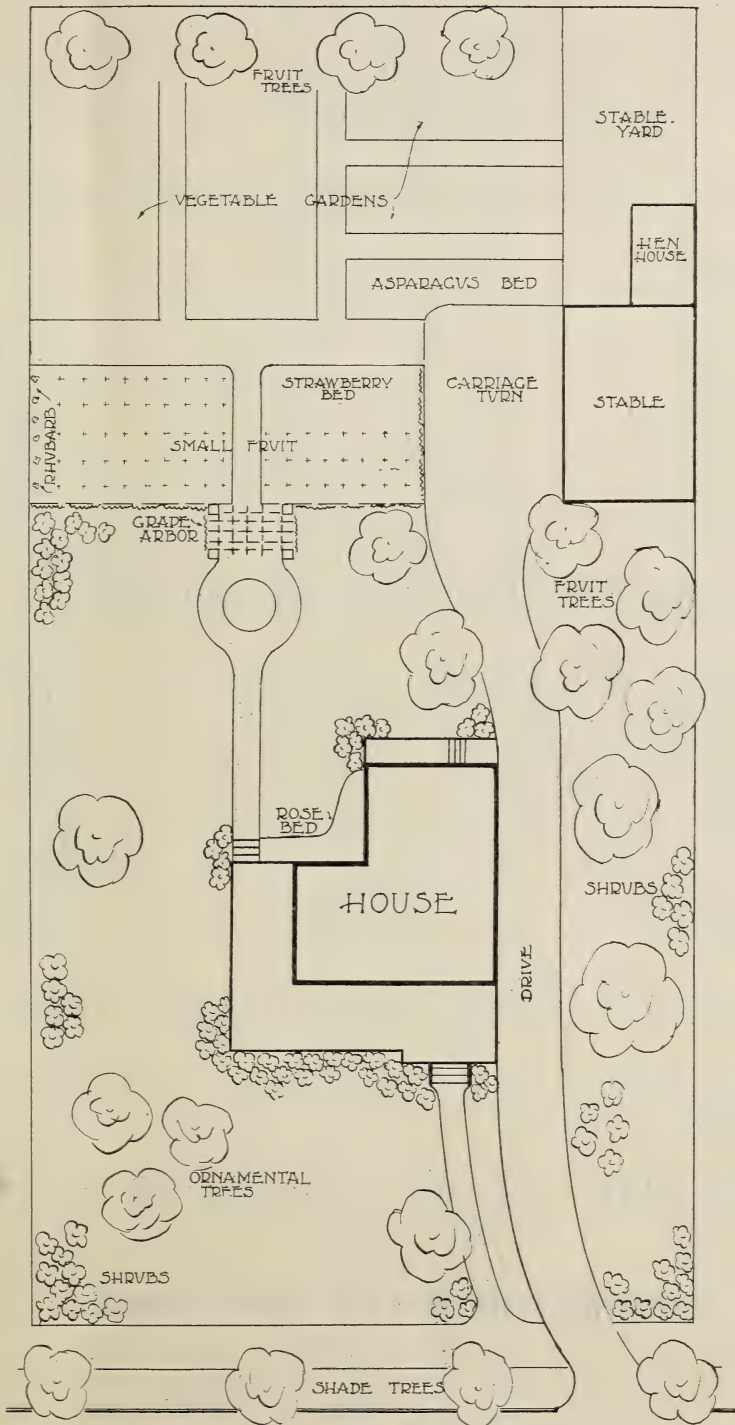 FRUIT
TREES
STABLE-
YARD
VEGETABLE GARDENS
HEN
HOUSE
ASPARAGUS BED
STRAWBERRY
BED
CARRIAGE
TURN
STABLE
RHUBARB
SMALL FRUIT
GRAPE
ARBOR
FRUIT
TREES
ROSE
BED
HOUSE
SHRUBS
DRIVE
ORNAMENTAL
TREES
SHRUBS
SHADE TREES